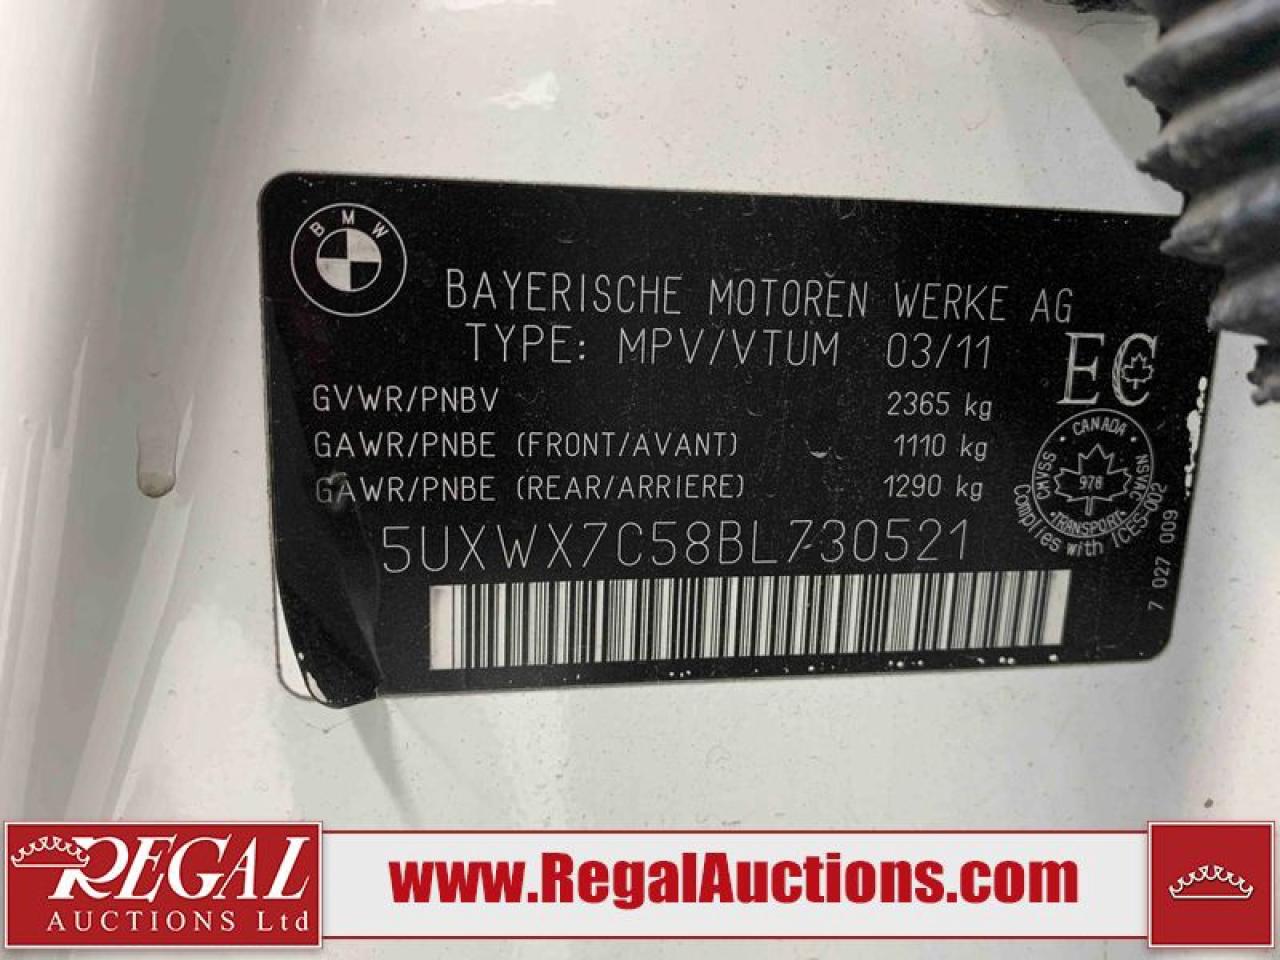 BMW
BAYERISCHE MOTOREN WERKE AG
TYPE: MPV/VTUM 03/11
GVWR/PNBV 2365 kg
GAWR/PNBE (FRONT/AVANT) 1110 kg
GAWR/PNBE (REAR/ARRIERE) 1290 kg
5UXWX7C58BL730521
EC
CANADA
CMVSS
978
NSVAC
TRANSPORT
Complies with ICES-002
7 027 009
REGAL
AUCTIONS Ltd
www.RegalAuctions.com